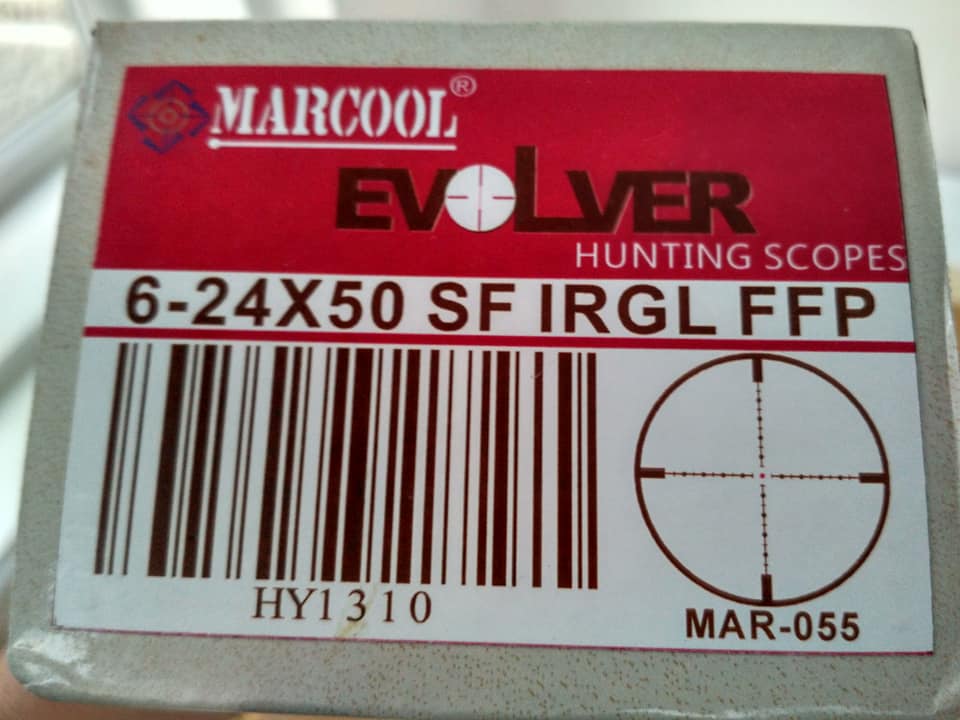 MARCOOL®
EVOLVER
HUNTING SCOPES
6-24X50 SF IRGL FFP
HY1310
MAR-055